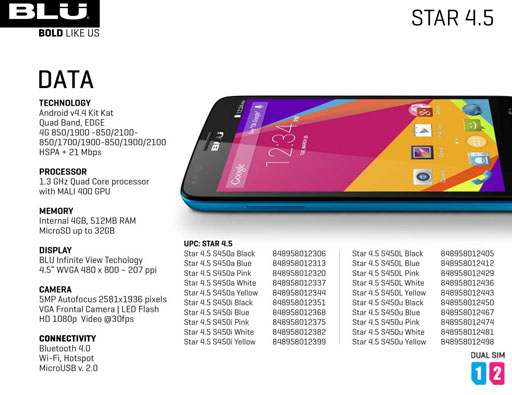 BLU
BOLD LIKE US
STAR 4.5
DATA
TECHNOLOGY
Android v4.4 Kit Kat
Quad Band, EDGE
4G 850/1900 -850/2100-
850/1700/1900-850/1900/2100
HSPA + 21 Mbps
PROCESSOR
1.3 GHz Quad Core processor
with MALI 400 GPU
MEMORY
Internal 4GB, 512MB RAM
MicroSD up to 32GB
DISPLAY
BLU Infinite View Techology
4.5" WVGA 480 x 800 – 207 ppi
CAMERA
5MP Autofocus 2581x1936 pixels
VGA Frontal Camera | LED Flash
HD 1080p Video @30fps
CONNECTIVITY
Bluetooth 4.0
Wi-Fi, Hotspot
MicroUSB v. 2.0
BLU
Google
12:34
UPC: STAR 4.5
Star 4.5 S450a Black 848958012306
Star 4.5 S450a Blue 848958012313
Star 4.5 S450a Pink 848958012320
Star 4.5 S450a White 848958012337
Star 4.5 S450a Yellow 848958012344
Star 4.5 S450i Black 848958012351
Star 4.5 S450i Blue 848958012368
Star 4.5 S450i Pink 848958012375
Star 4.5 S450i White 848958012382
Star 4.5 S450i Yellow 848958012399
Star 4.5 S450L Black 848958012405
Star 4.5 S450L Blue 848958012412
Star 4.5 S450L Pink 848958012429
Star 4.5 S450L White 848958012436
Star 4.5 S450L Yellow 848958012443
Star 4.5 S450u Black 848958012450
Star 4.5 S450u Blue 848958012467
Star 4.5 S450u Pink 848958012474
Star 4.5 S450u White 848958012481
Star 4.5 S450u Yellow 848958012498
DUAL SIM
1 2